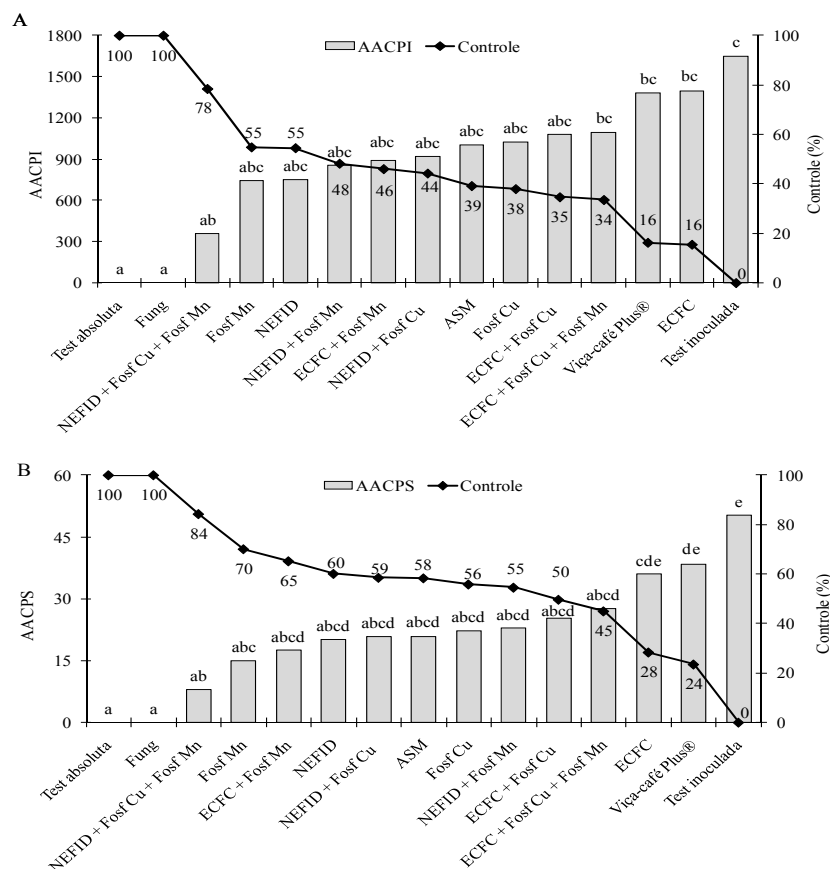 A
AACPI
Controle
1800
1500
1200
900
600
300
0
AACPI
100
80
60
40
20
0
Controle (%)
100
100
78
55
55
48
46
44
39
38
35
34
16
16
0
a
a
ab
abc
abc
abc
abc
abc
abc
abc
abc
bc
bc
bc
c
Test absoluta
Fung
NEFID + Fosf Cu + Fosf Mn
Fosf Mn
NEFID
NEFID + Fosf Mn
ECFC + Fosf Mn
NEFID + Fosf Cu
ASM
Fosf Cu
ECFC + Fosf Cu
ECFC + Fosf Cu + Fosf Mn
Viça-café Plus®
ECFC
Test inoculada
B
AACPS
Controle
60
45
30
15
0
AACPS
100
80
60
40
20
0
Controle (%)
100
100
84
70
65
60
59
58
56
55
50
45
28
24
0
a
a
ab
abc
abcd
abcd
abcd
abcd
abcd
abcd
abcd
abcd
cde
de
e
Test absoluta
Fung
NEFID + Fosf Cu + Fosf Mn
Fosf Mn
ECFC + Fosf Mn
NEFID
NEFID + Fosf Cu
ASM
Fosf Cu
NEFID + Fosf Mn
ECFC + Fosf Cu
ECFC + Fosf Cu + Fosf Mn
ECFC
Viça-café Plus®
Test inoculada